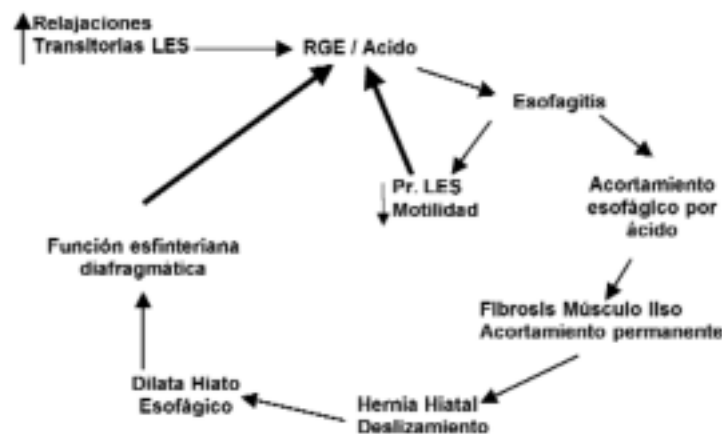 Relajaciones
Transitorias LES
RGE / Acido
Esofagitis
Pr. LES
Motilidad
Acortamiento
esofágico por
ácido
Función esfinteriana
diafragmática
Fibrosis Músculo liso
Acortamiento permanente
Dilata Hiato
Esofágico
Hernia Hiatal
Deslizamiento